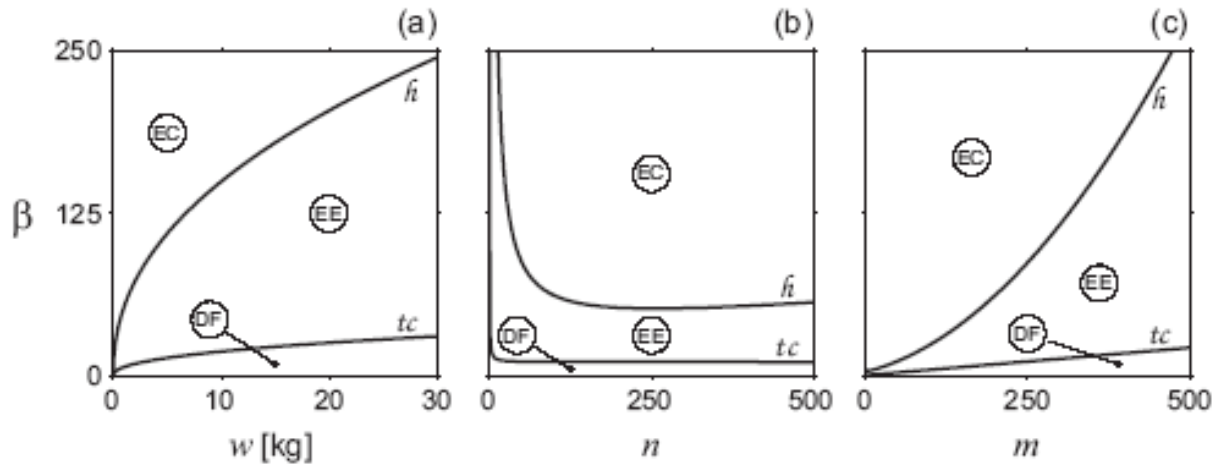 (a) (b) (c)
250
h
EC
EE
β 125
DF
tc
0
0 10 20 30
w [kg]
h
EC
DF
EE
tc
0 250 500
n
h
EC
EE
DF
tc
0 250 500
m